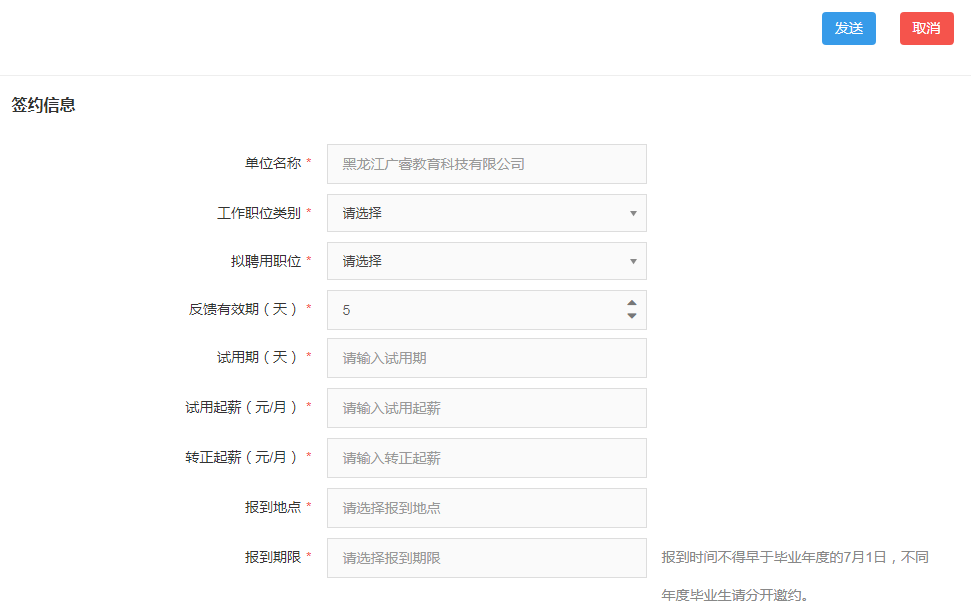 发送 取消
签约信息
单位名称 * 黑龙江广睿教育科技有限公司
工作职位类别 * 请选择
拟聘用职位 * 请选择
反馈有效期（天） * 5
试用期（天） * 请输入试用期
试用起薪（元/月） * 请输入试用起薪
转正起薪（元/月） * 请输入转正起薪
报到地点 * 请选择报到地点
报到期限 * 请选择报到期限 报到时间不得早于毕业年度的7月1日，不同
年度毕业生请分开邀约。